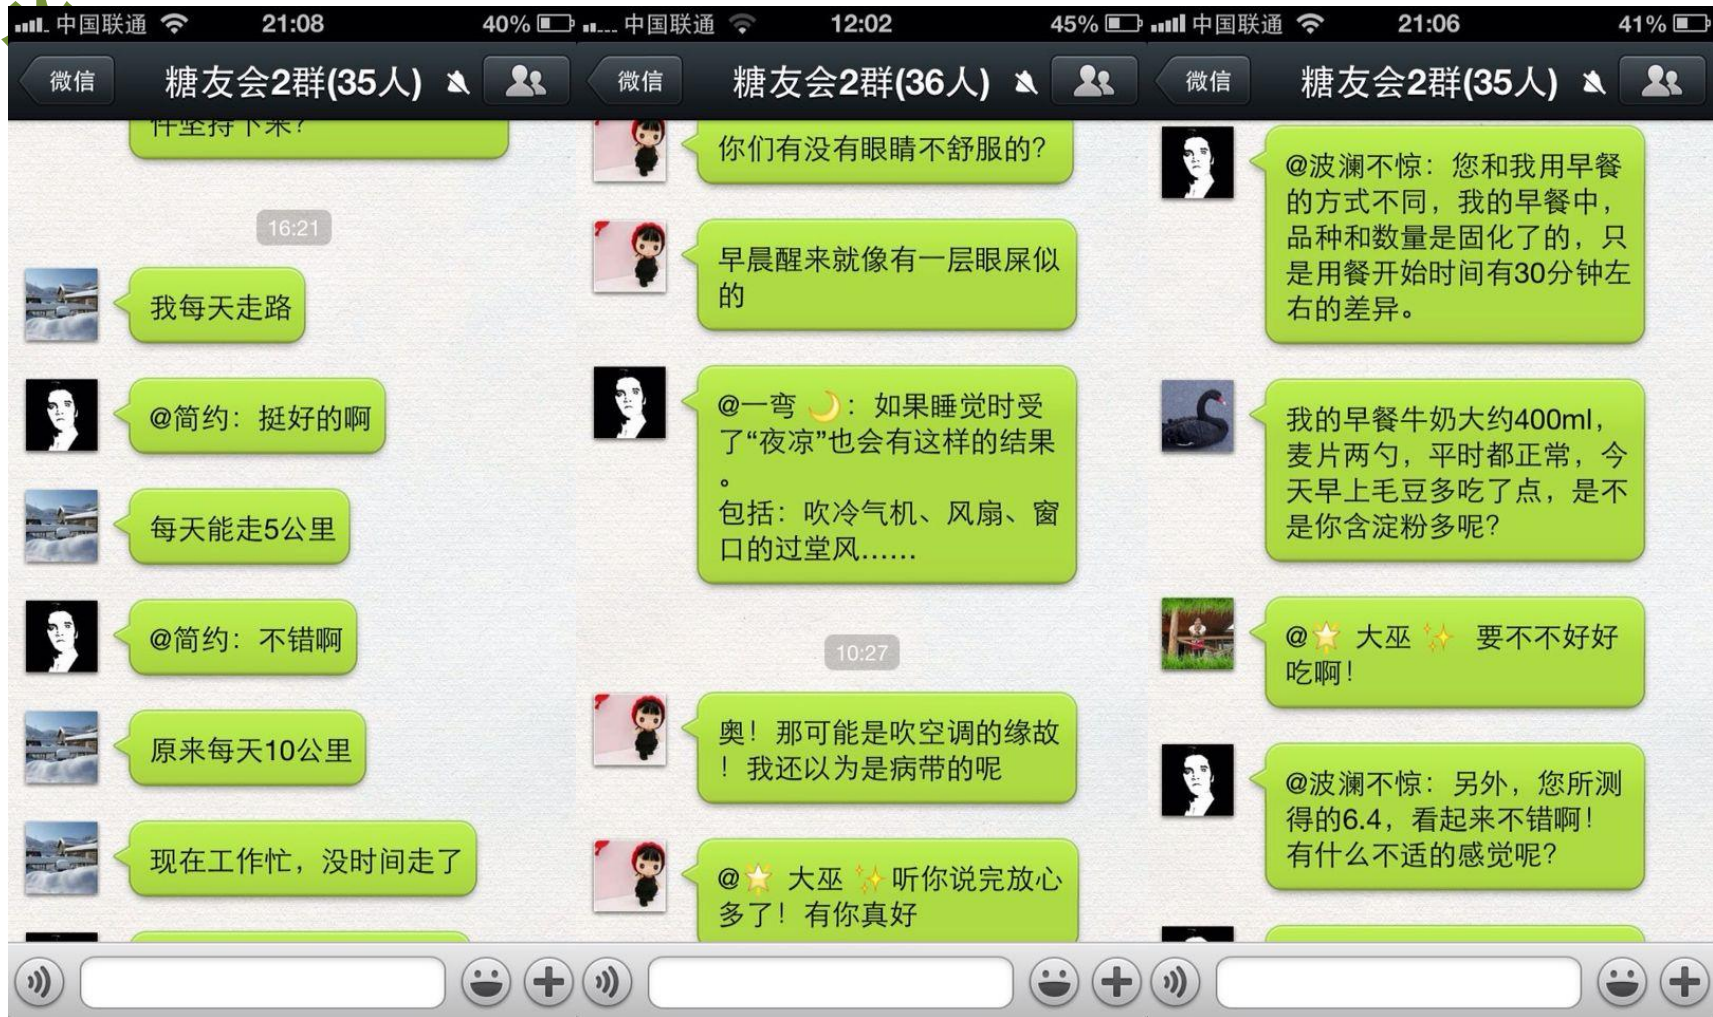 中国联通 21:08 40%
微信 糖友会2群(35人)
件坚持下来？
16:21
我每天走路
@简约：挺好的啊
每天能走5公里
@简约：不错啊
原来每天10公里
现在工作忙，没时间走了
中国联通 12:02 45%
微信 糖友会2群(36人)
你们有没有眼睛不舒服的？
早晨醒来就像有一层眼屎似
的
@一弯🌙：如果睡觉时受
了“夜凉”也会有这样的结果
。
包括：吹冷气机、风扇、窗
口的过堂风……
10:27
奥！那可能是吹空调的缘故
！我还以为是病带的呢
@🌟 大巫 ✨听你说完放心
多了！有你真好
中国联通 21:06 41%
微信 糖友会2群(35人)
@波澜不惊：您和我用早餐
的方式不同，我的早餐中，
品种和数量是固化了的，只
是用餐开始时间有30分钟左
右的差异。
我的早餐牛奶大约400ml，
麦片两勺，平时都正常，今
天早上毛豆多吃了点，是不
是你含淀粉多呢？
@🌟 大巫 ✨ 要不不好好
吃啊！
@波澜不惊：另外，您所测
得的6.4，看起来不错啊！
有什么不适的感觉呢？